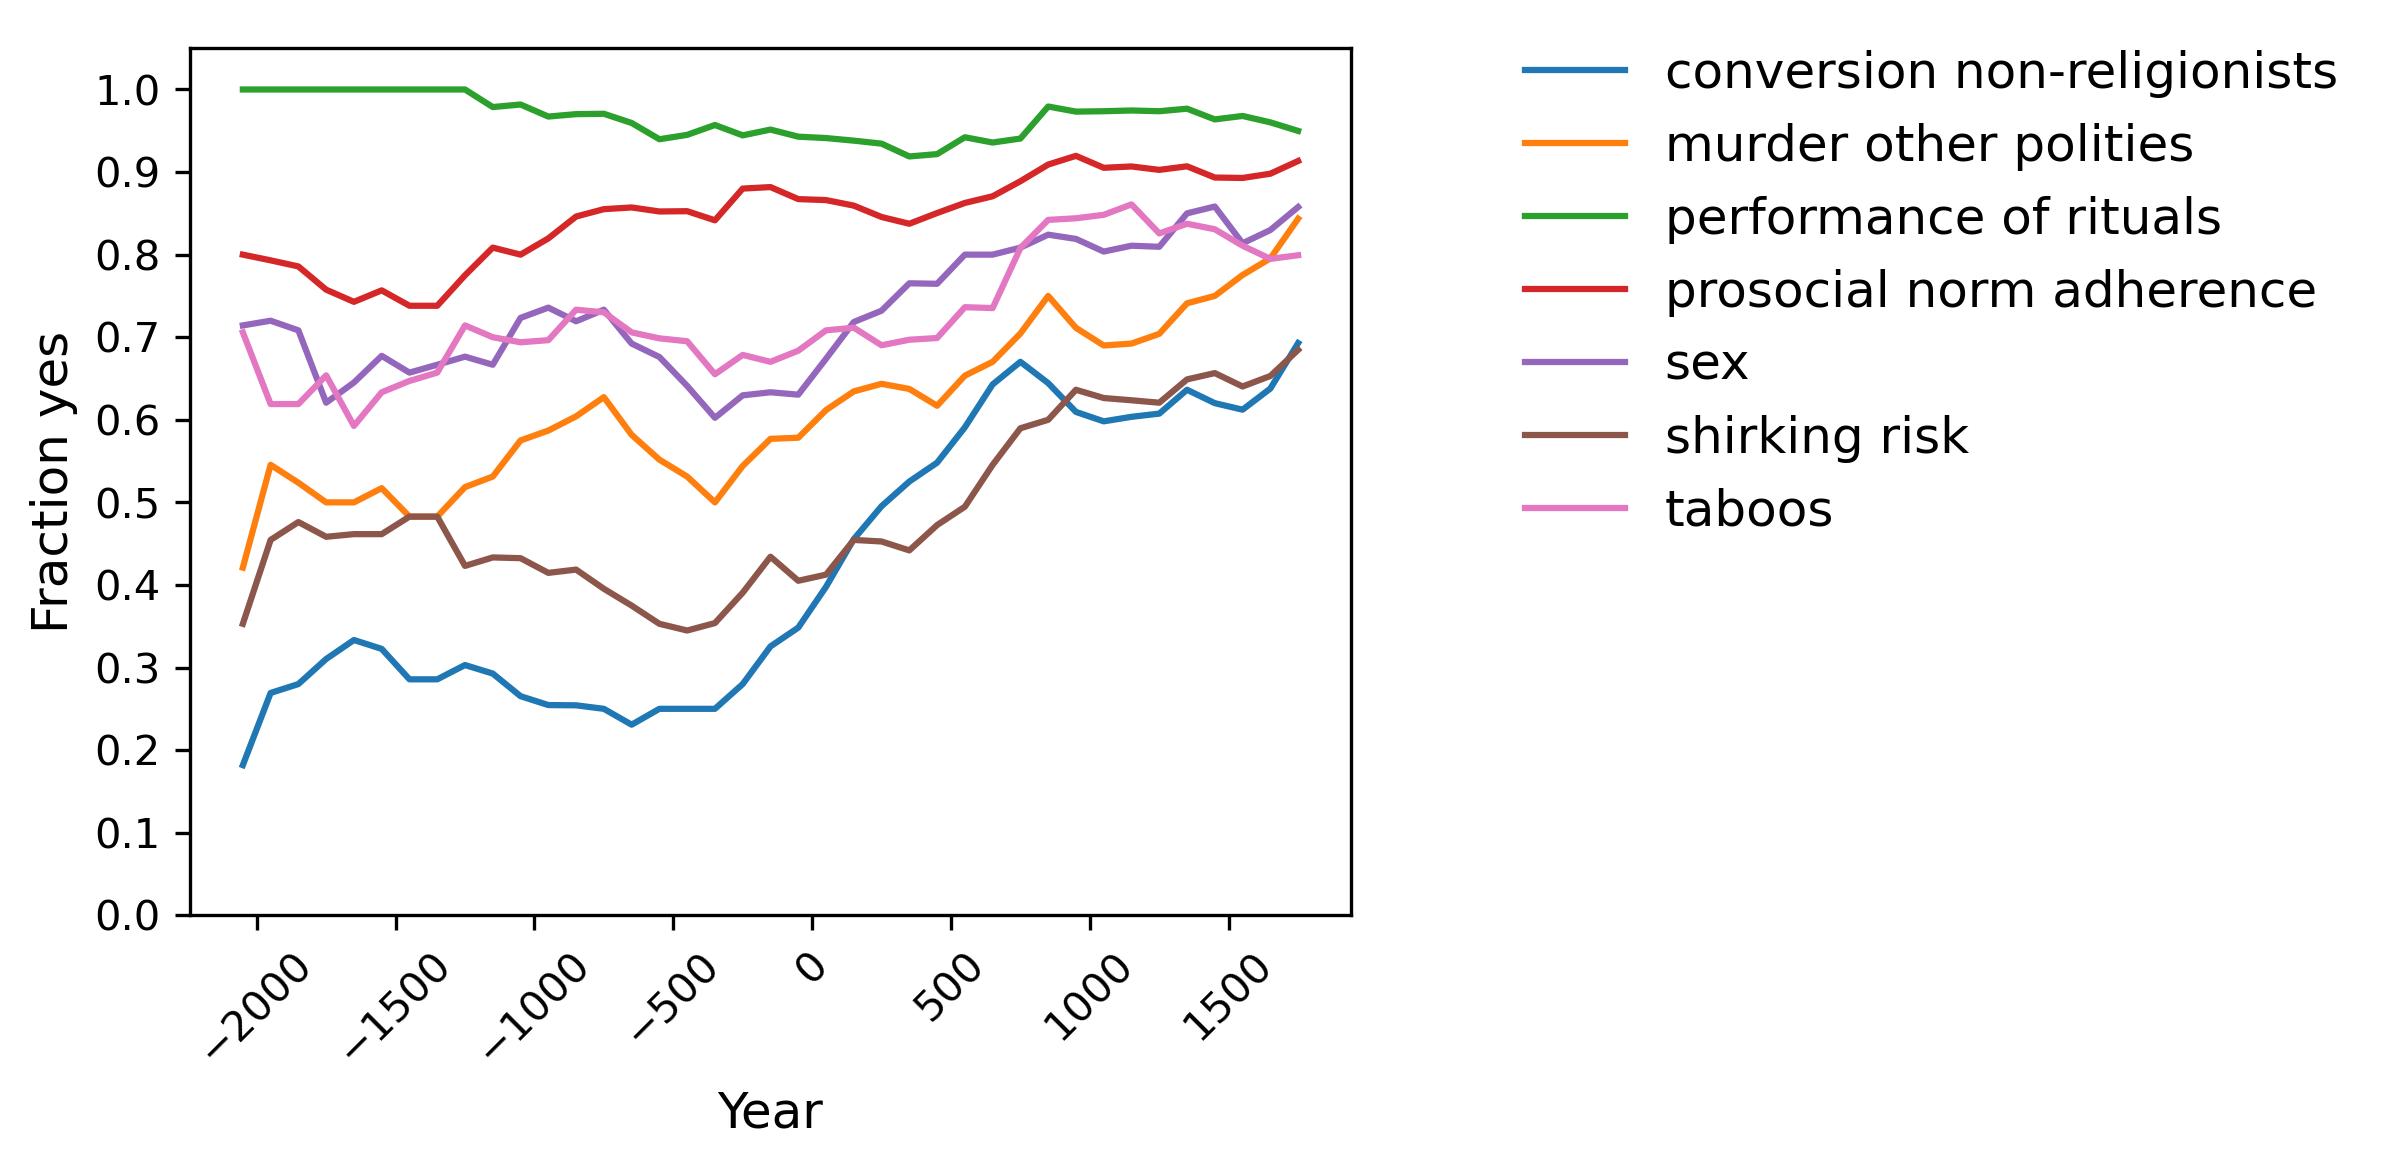 1.0
0.9
0.8
0.7
0.6
0.5
0.4
0.3
0.2
0.1
0.0
Fraction yes
−2000
−1500
−1000
−500
0
500
1000
1500
Year
conversion non-religionists
murder other polities
performance of rituals
prosocial norm adherence
sex
shirking risk
taboos